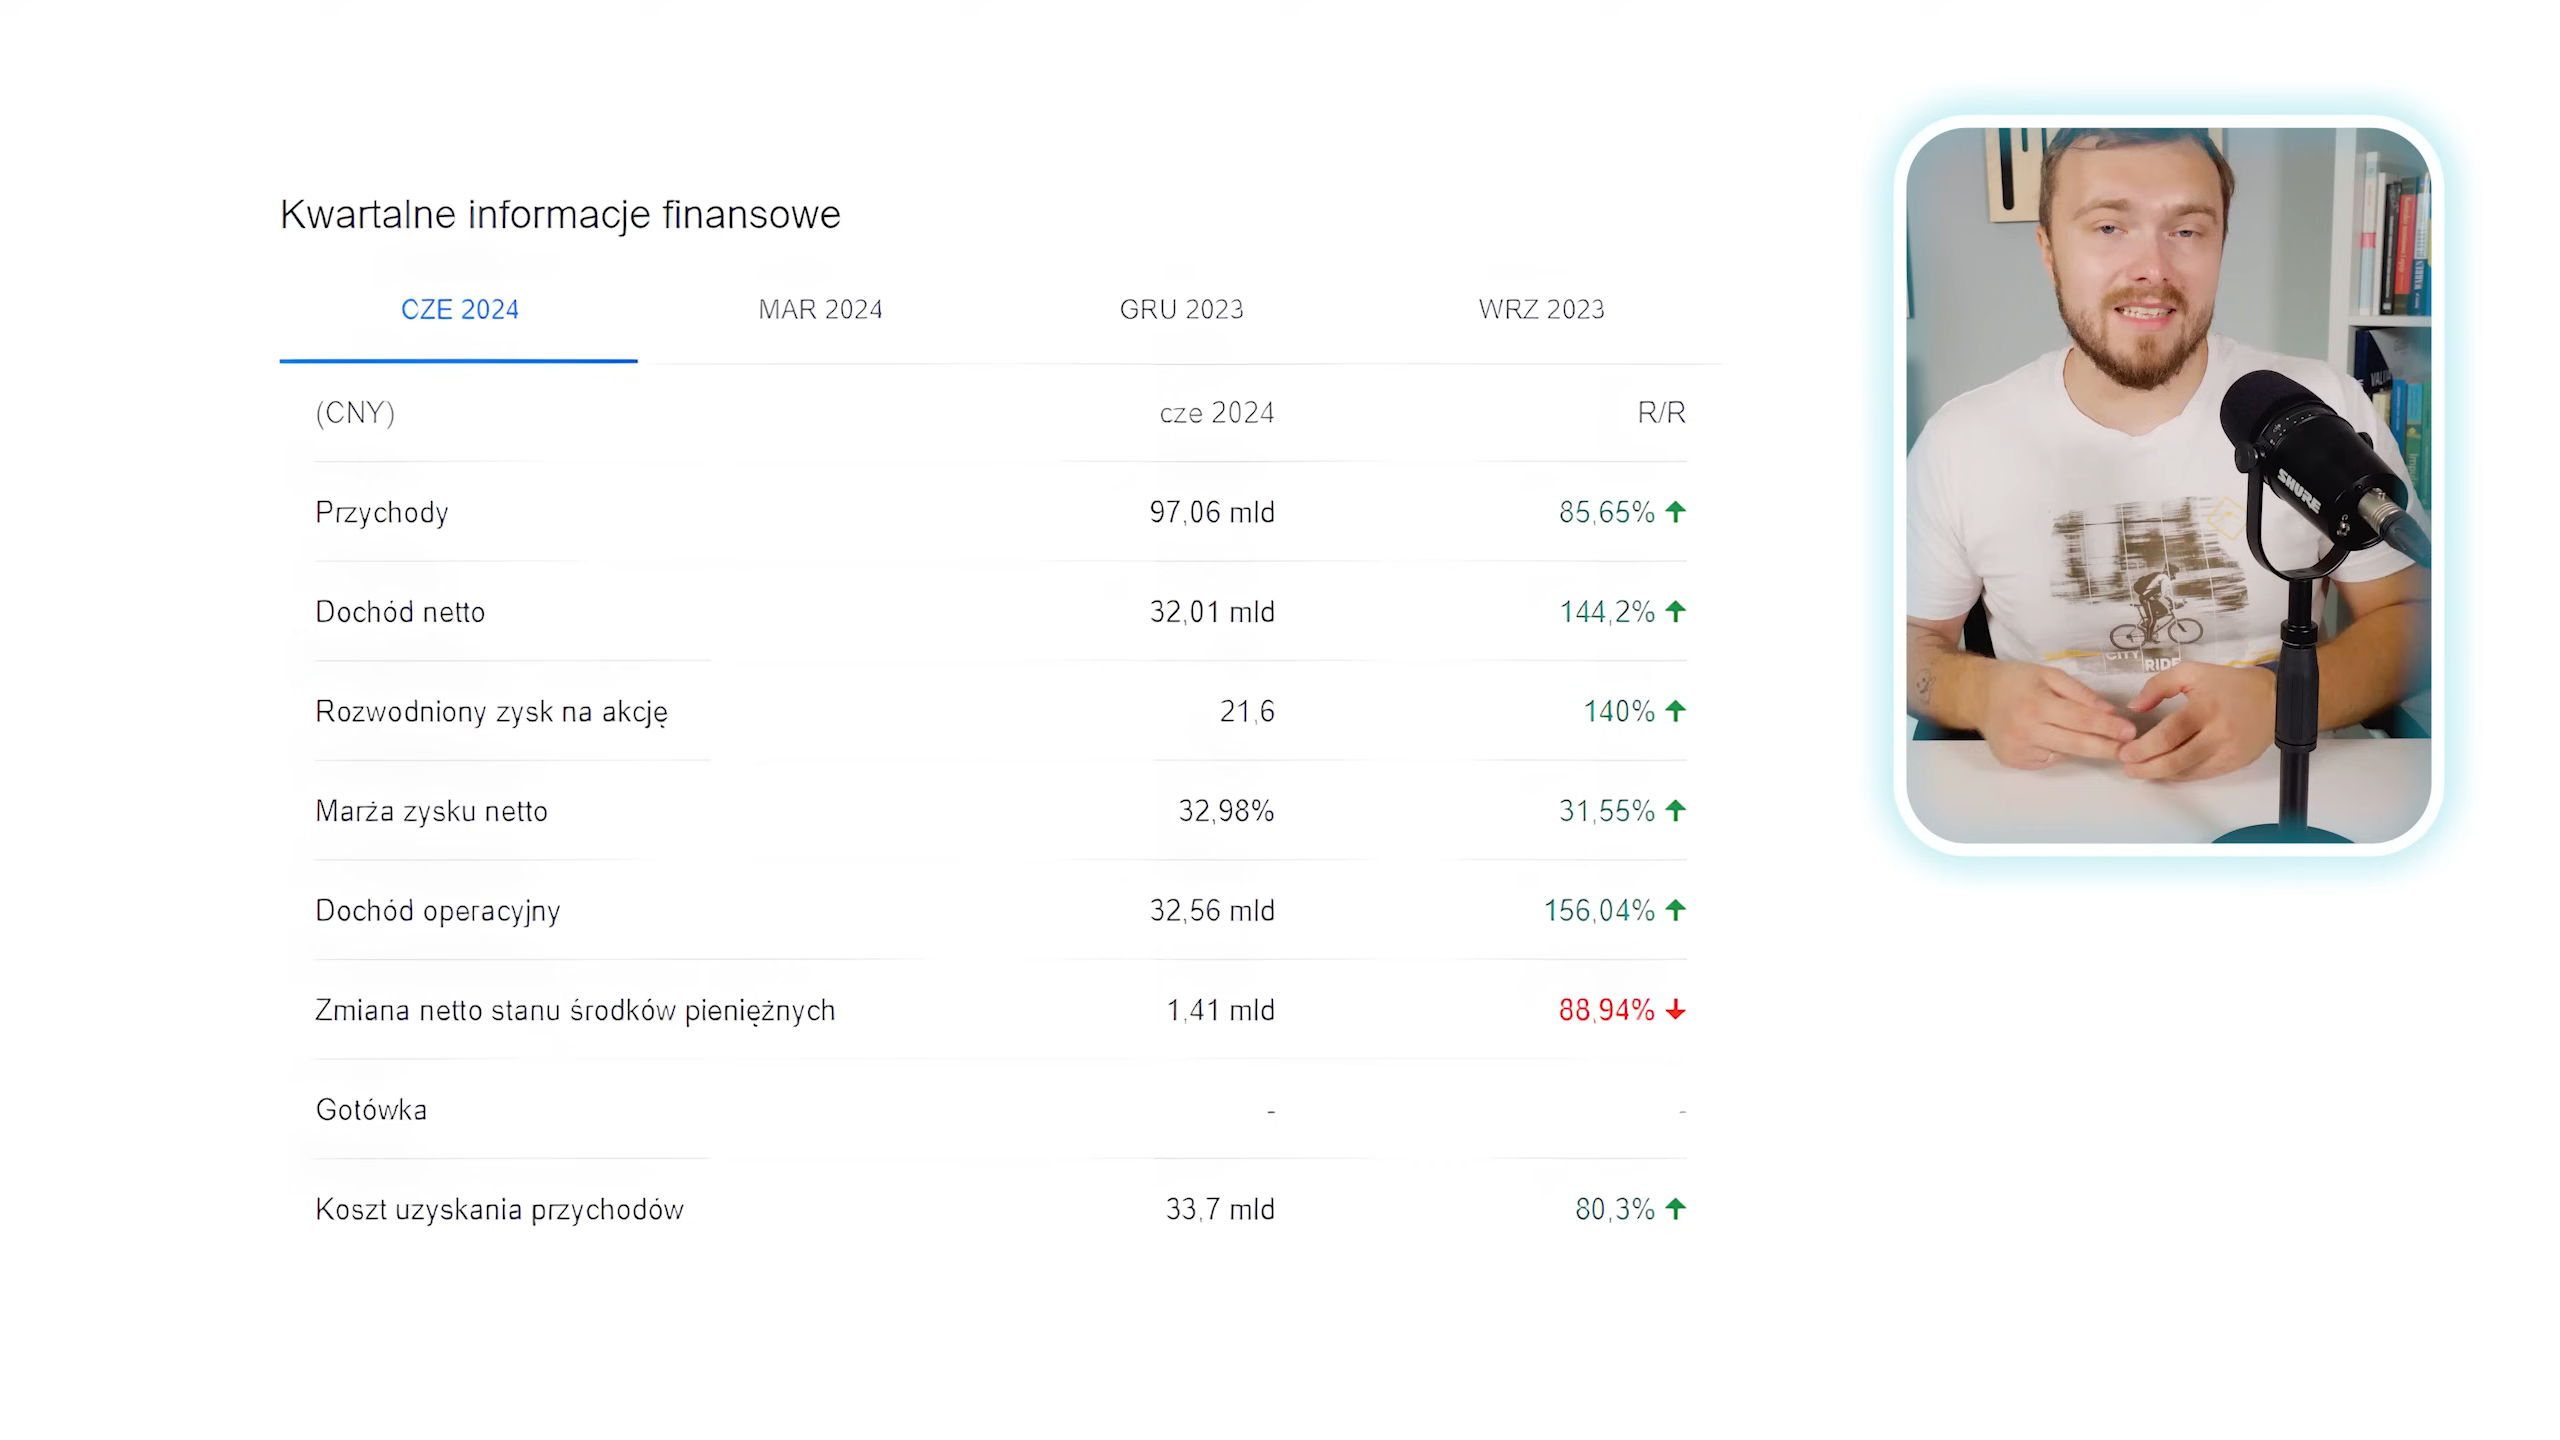 Kwartalne informacje finansowe
CZE 2024 MAR 2024 GRU 2023 WRZ 2023
(CNY) cze 2024 R/R
Przychody 97,06 mld 85,65%
Dochód netto 32,01 mld 144,2%
Rozwodniony zysk na akcję 21,6 140%
Marża zysku netto 32,98% 31,55%
Dochód operacyjny 32,56 mld 156,04%
Zmiana netto stanu środków pieniężnych 1,41 mld 88,94%
Gotówka - -
Koszt uzyskania przychodów 33,7 mld 80,3%
SHURE
CITY
RIDE